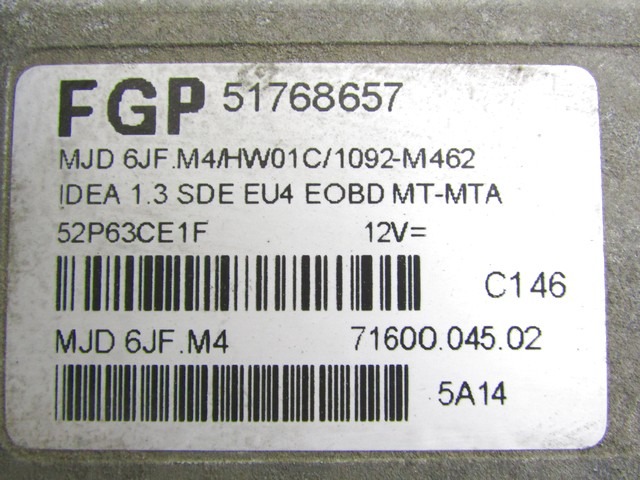 FGP 51768657
MJD 6JF.M4/HW01C/1092-M462
IDEA 1.3 SDE EU4 EOBD MT-MTA
52P63CE1F 12V=
C146
MJD 6JF.M4 71600.045.02
5A14